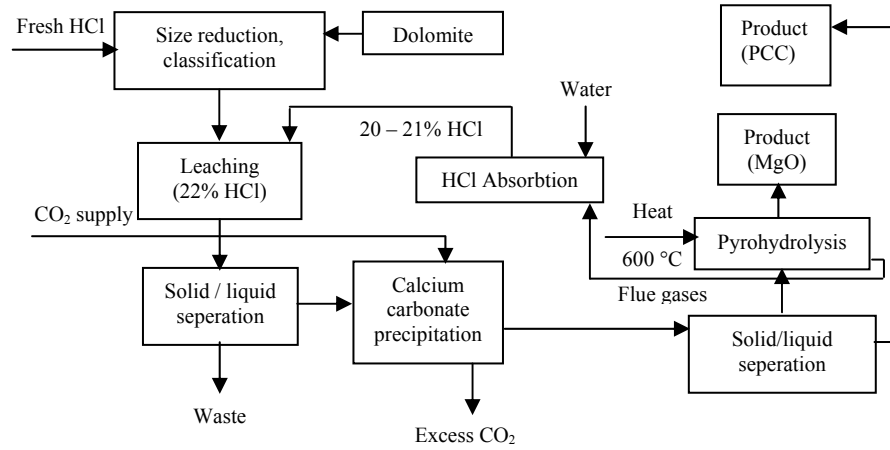 Fresh HCl
Size reduction,
classification
Dolomite
Product
(PCC)
Water
20 – 21% HCl
Leaching
(22% HCl)
HCl Absorbtion
Product
(MgO)
CO₂ supply
Heat
600 °C
Pyrohydrolysis
Flue gases
Solid / liquid
seperation
Calcium
carbonate
precipitation
Solid/liquid
seperation
Waste
Excess CO₂